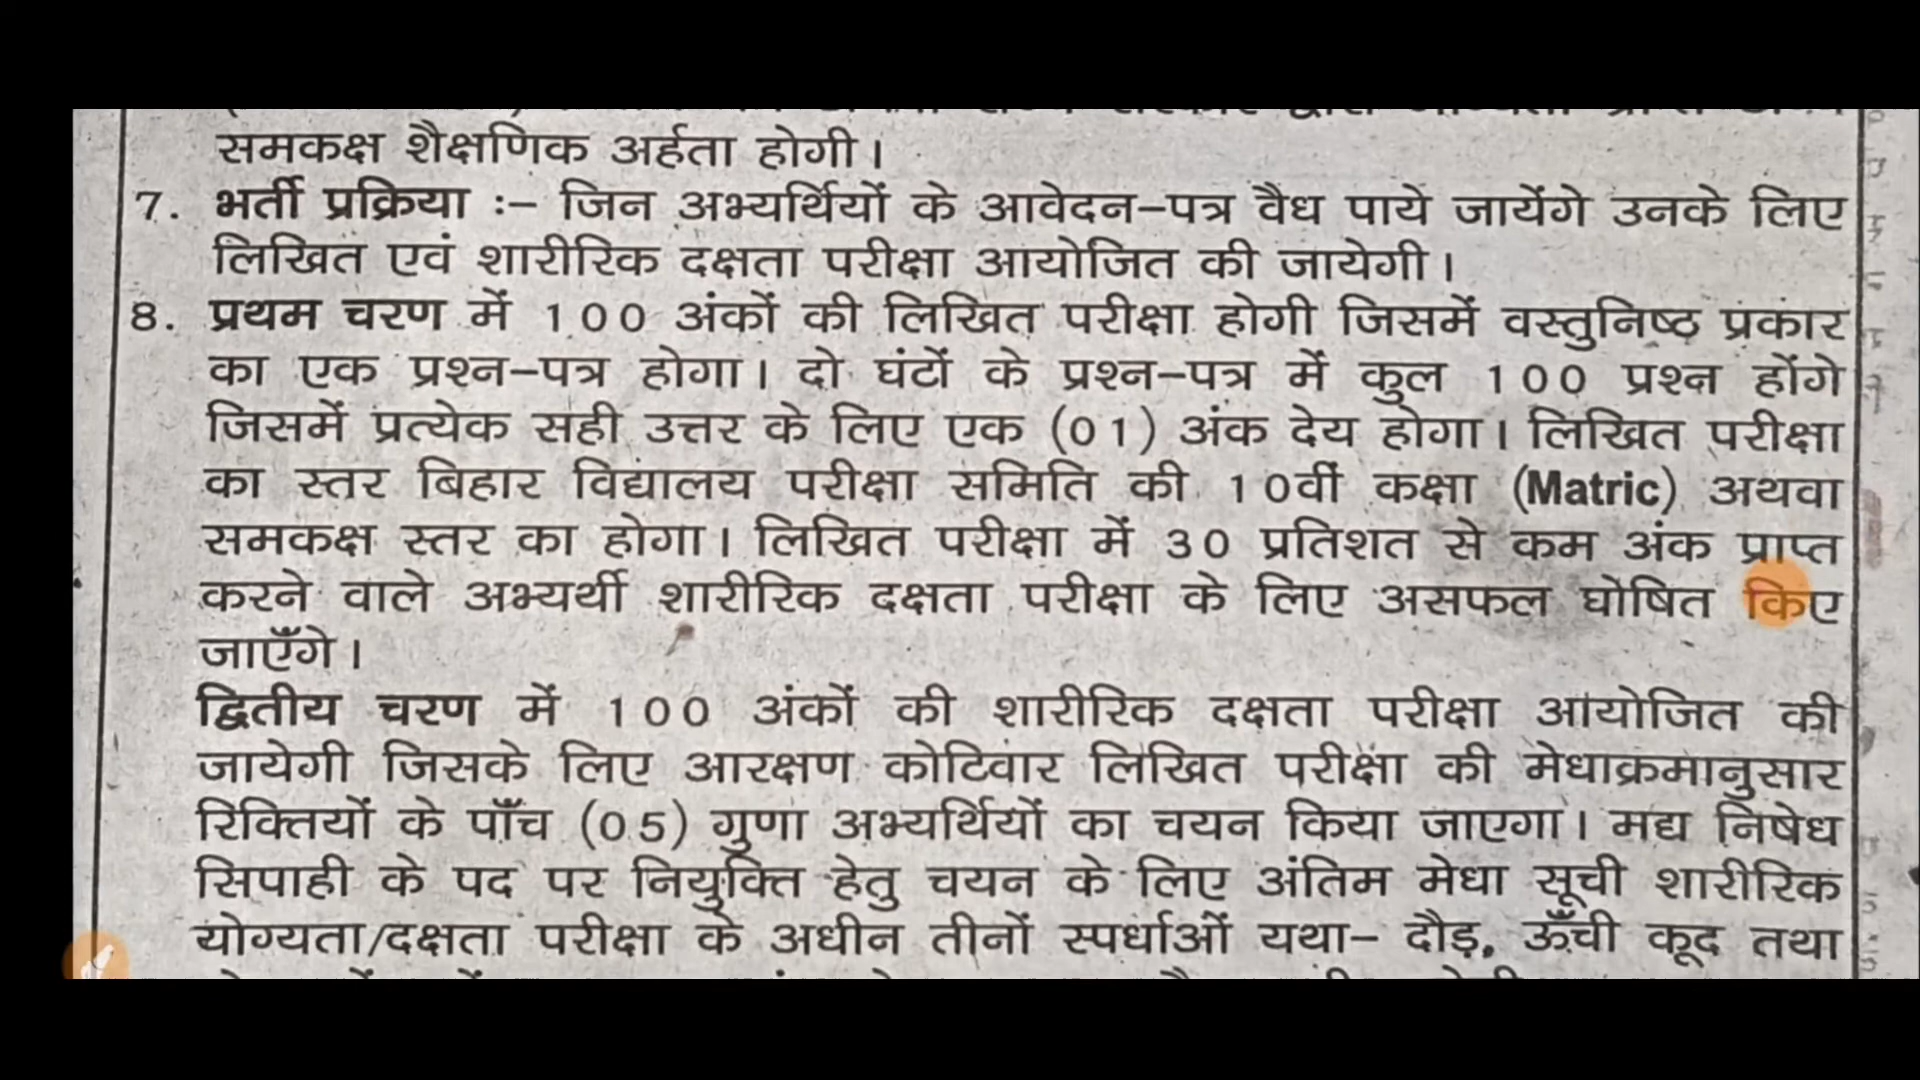 समकक्ष शैक्षणिक अर्हता होगी।
7. भर्ती प्रक्रिया :– जिन अभ्यर्थियों के आवेदन–पत्र वैध पाये जायेंगे उनके लिए
लिखित एवं शारीरिक दक्षता परीक्षा आयोजित की जायेगी।
8. प्रथम चरण में 100 अंकों की लिखित परीक्षा होगी जिसमें वस्तुनिष्ठ प्रकार
का एक प्रश्न–पत्र होगा। दो घंटों के प्रश्न–पत्र में कुल 100 प्रश्न होंगे
जिसमें प्रत्येक सही उत्तर के लिए एक (01) अंक देय होगा। लिखित परीक्षा
का स्तर बिहार विद्यालय परीक्षा समिति की 10वीं कक्षा (Matric) अथवा
समकक्ष स्तर का होगा। लिखित परीक्षा में 30 प्रतिशत से कम अंक प्राप्त
करने वाले अभ्यर्थी शारीरिक दक्षता परीक्षा के लिए असफल घोषित किए
जाएँगे।
द्वितीय चरण में 100 अंकों की शारीरिक दक्षता परीक्षा आयोजित की
जायेगी जिसके लिए आरक्षण कोटिवार लिखित परीक्षा की मेधाक्रमानुसार
रिक्तियों के पाँच (05) गुणा अभ्यर्थियों का चयन किया जाएगा। मद्य निषेध
सिपाही के पद पर नियुक्ति हेतु चयन के लिए अंतिम मेधा सूची शारीरिक
योग्यता/दक्षता परीक्षा के अधीन तीनों स्पर्धाओं यथा– दौड़, ऊँची कूद तथा